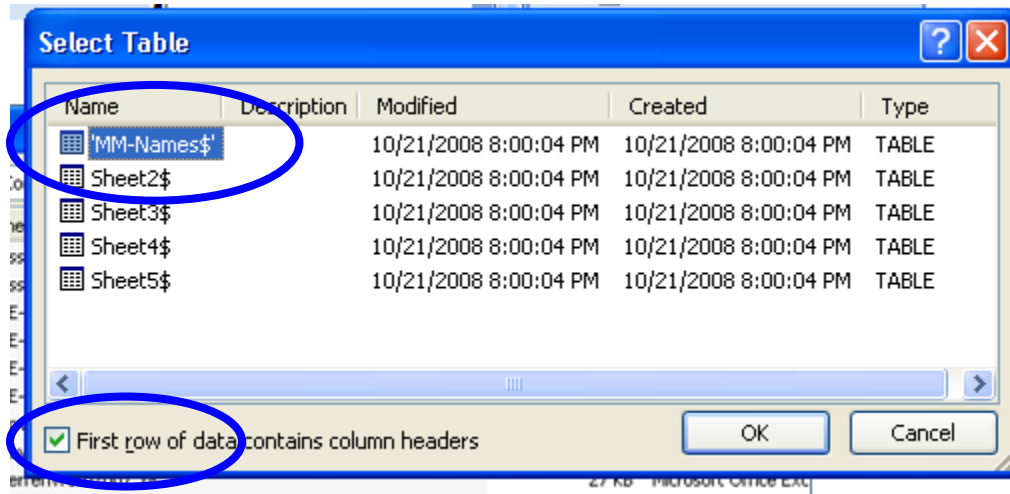 Select Table
Name Description Modified Created Type
'MM-Names$' 10/21/2008 8:00:04 PM 10/21/2008 8:00:04 PM TABLE
Sheet2$ 10/21/2008 8:00:04 PM 10/21/2008 8:00:04 PM TABLE
Sheet3$ 10/21/2008 8:00:04 PM 10/21/2008 8:00:04 PM TABLE
Sheet4$ 10/21/2008 8:00:04 PM 10/21/2008 8:00:04 PM TABLE
Sheet5$ 10/21/2008 8:00:04 PM 10/21/2008 8:00:04 PM TABLE
First row of data contains column headers OK Cancel
27 KB Microsoft Office Exc